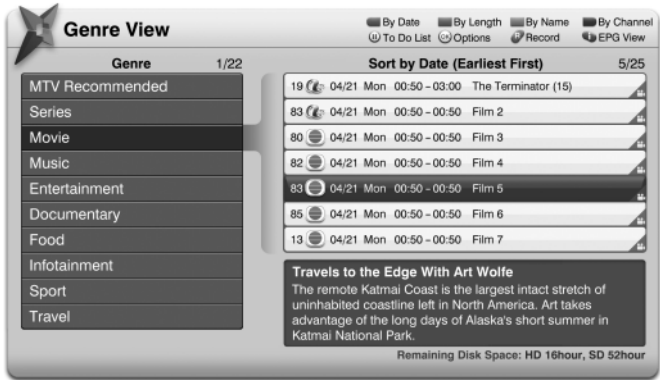 Genre View
By Date By Length By Name By Channel
To Do List OK Options P Record EPG View
Genre 1/22
Sort by Date (Earliest First) 5/25
MTV Recommended
Series
Movie
Music
Entertainment
Documentary
Food
Infotainment
Sport
Travel
19 04/21 Mon 00:50 – 03:00 The Terminator (15)
83 04/21 Mon 00:50 – 00:50 Film 2
80 04/21 Mon 00:50 – 00:50 Film 3
82 04/21 Mon 00:50 – 00:50 Film 4
83 04/21 Mon 00:50 – 00:50 Film 5
85 04/21 Mon 00:50 – 00:50 Film 6
13 04/21 Mon 00:50 – 00:50 Film 7
Travels to the Edge With Art Wolfe
The remote Katmai Coast is the largest intact stretch of
uninhabited coastline left in North America. Art takes
advantage of the long days of Alaska's short summer in
Katmai National Park.
Remaining Disk Space: HD 16hour, SD 52hour